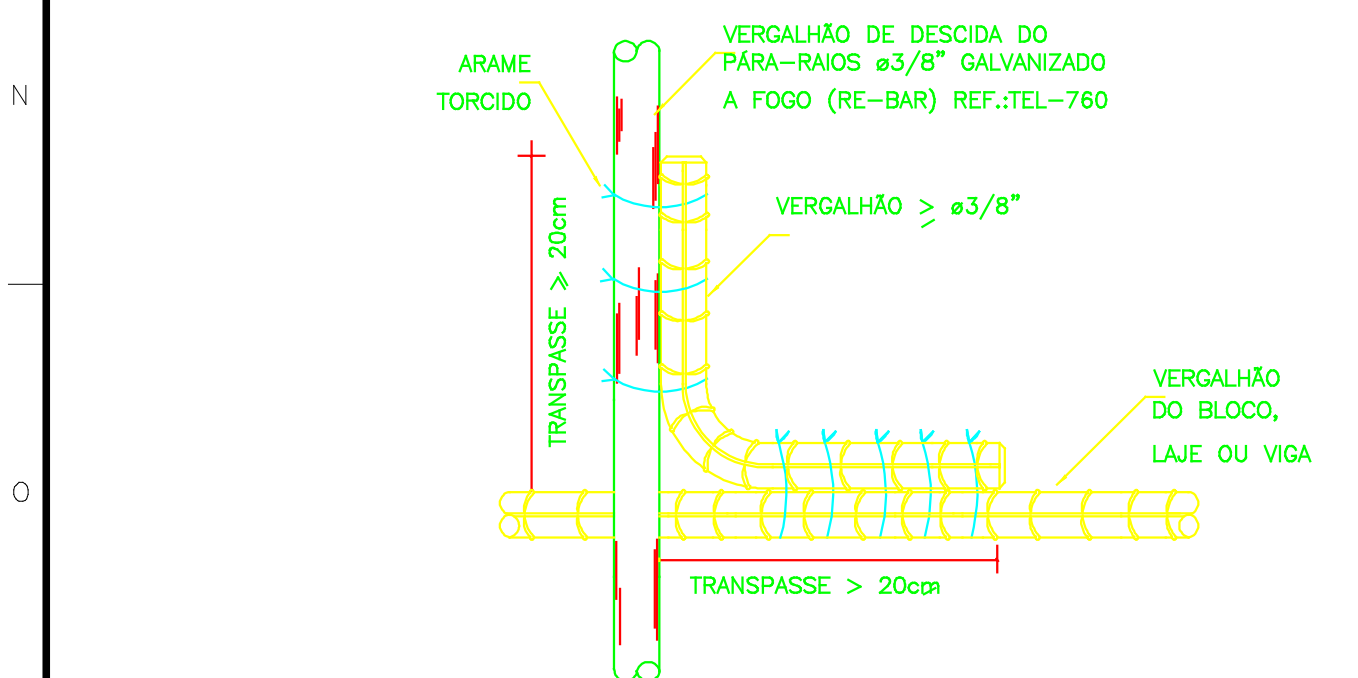 VERGALHÃO DE DESCIDA DO
PÁRA-RAIOS ø3/8" GALVANIZADO
A FOGO (RE-BAR) REF.:TEL-760
ARAME
TORCIDO
N
VERGALHÃO ≥ ø3/8"
TRANSPASSE ≥ 20cm
VERGALHÃO
DO BLOCO,
LAJE OU VIGA
O
TRANSPASSE > 20cm